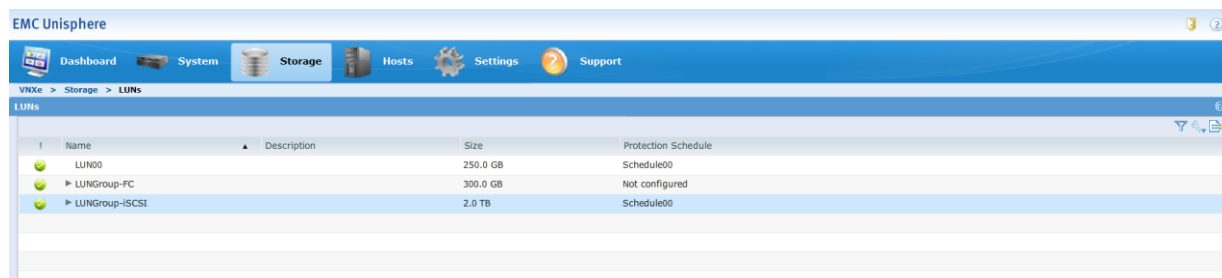 EMC Unisphere
Dashboard System Storage Hosts Settings Support
VNXe > Storage > LUNs
LUNs
! Name Description Size Protection Schedule
LUN00 250.0 GB Schedule00
LUNGroup-FC 300.0 GB Not configured
LUNGroup-iSCSI 2.0 TB Schedule00